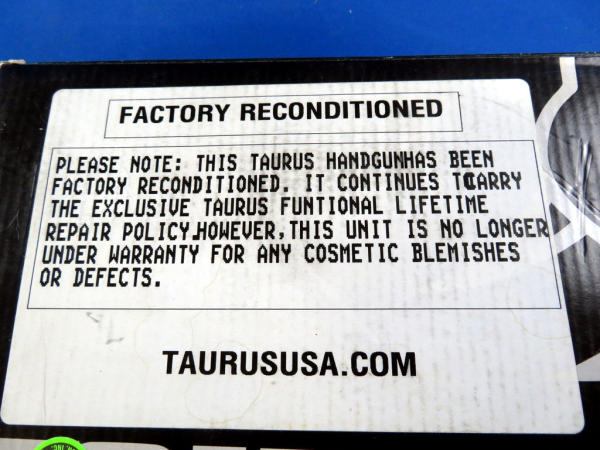 FACTORY RECONDITIONED
PLEASE NOTE: THIS TAURUS HANDGUNHAS BEEN
FACTORY RECONDITIONED. IT CONTINUES TOCARRY
THE EXCLUSIVE TAURUS FUNTIONAL LIFETIME
REPAIR POLICY.HOWEVER,THIS UNIT IS NO LONGER
UNDER WARRANTY FOR ANY COSMETIC BLEMISHES
OR DEFECTS.
TAURUSUSA.COM